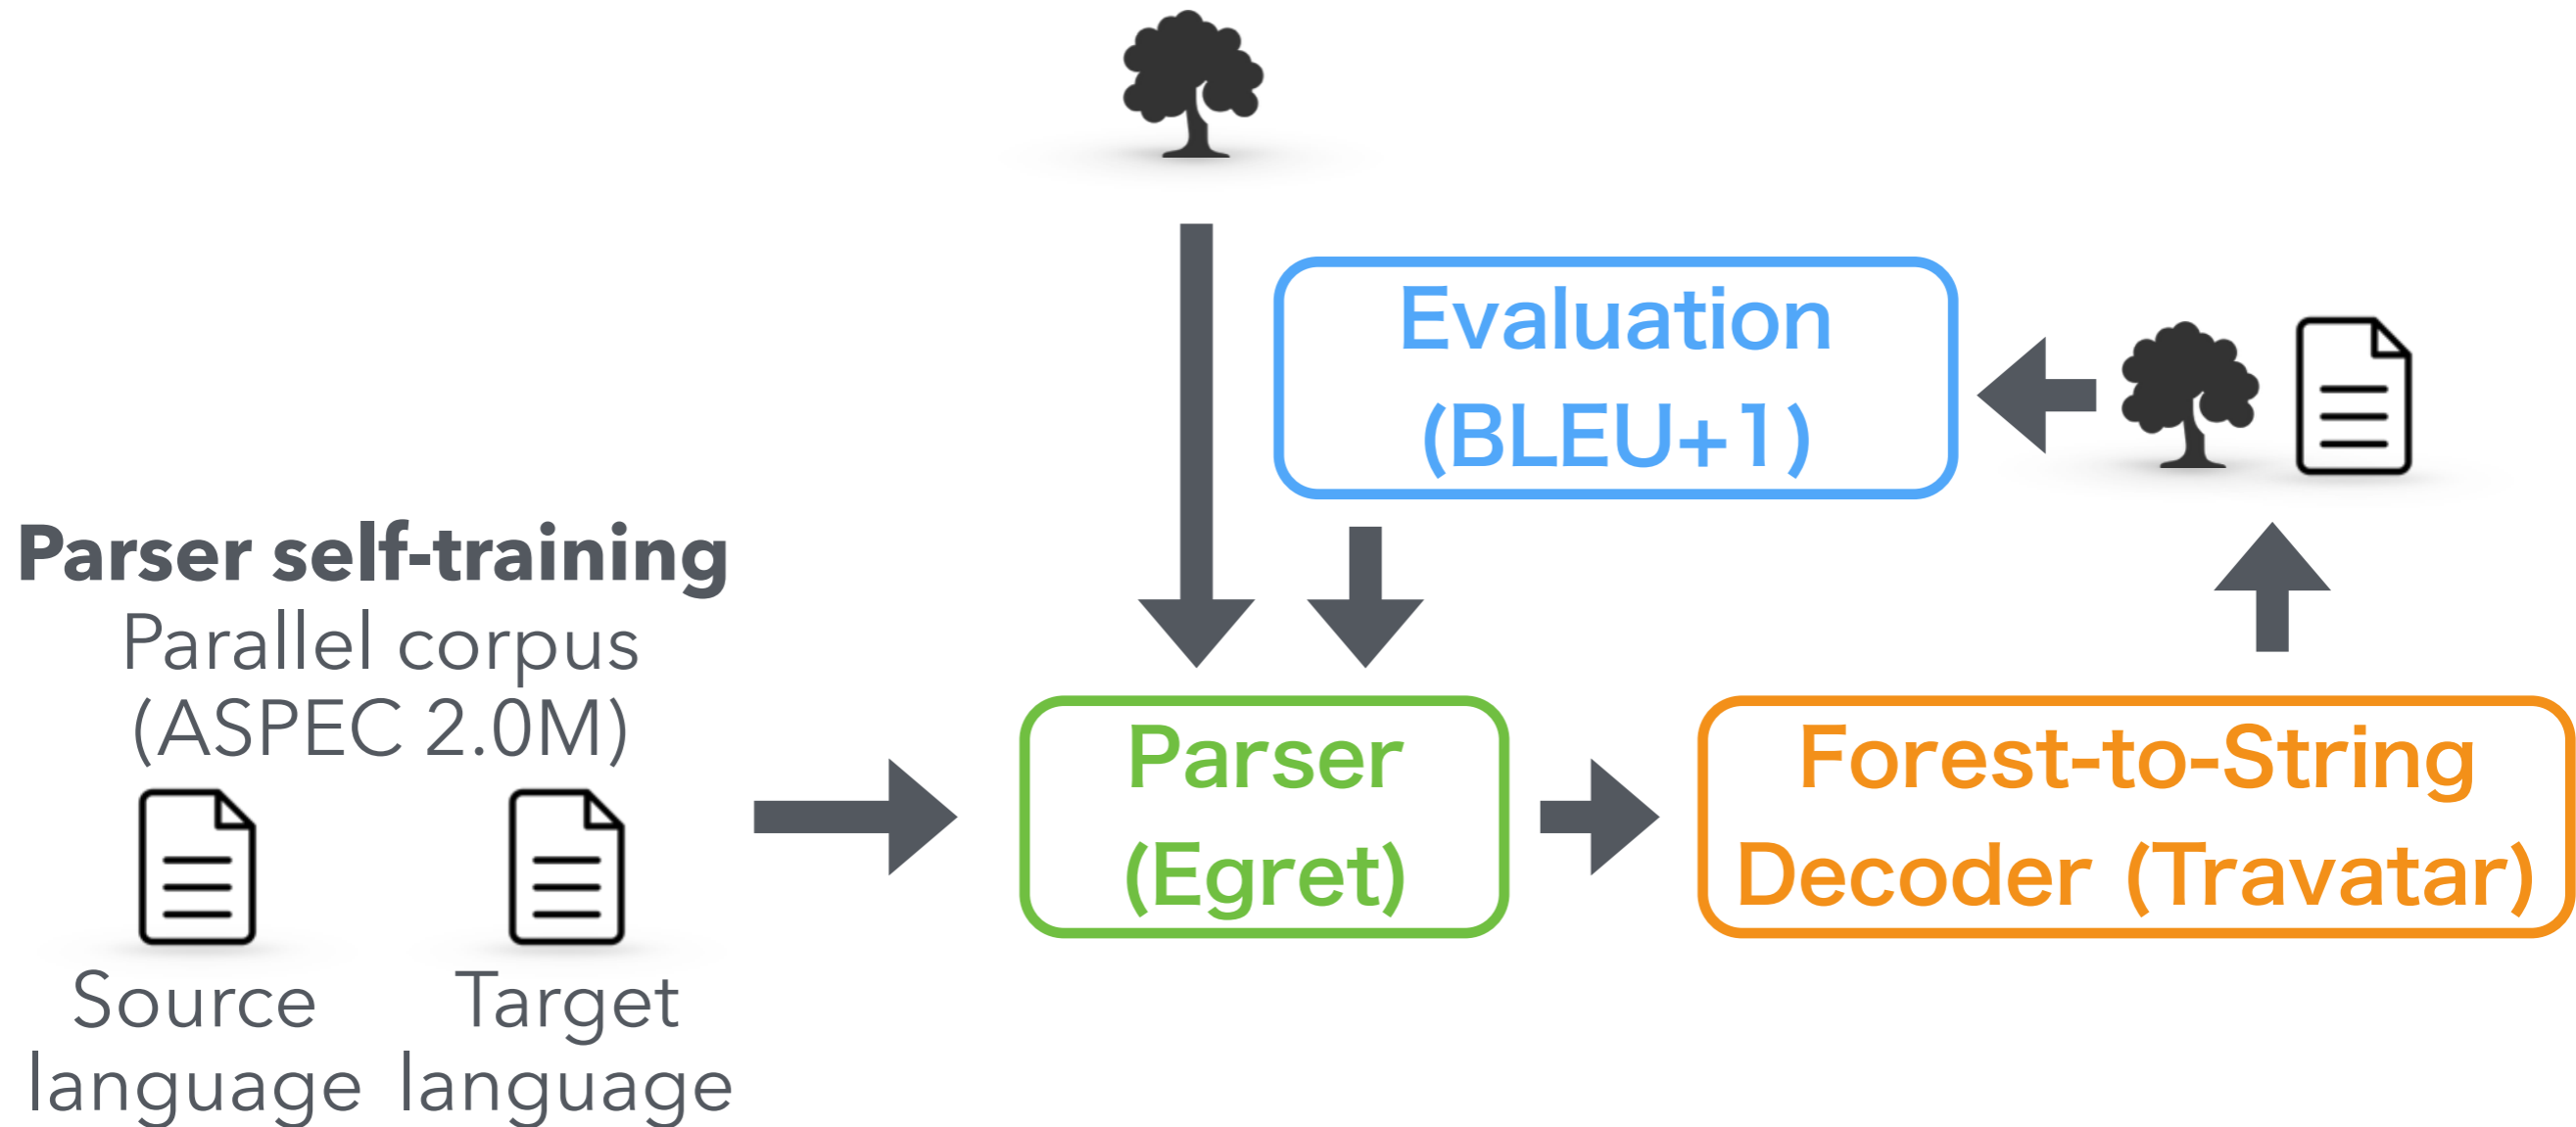 Evaluation
(BLEU+1)
Parser self-training
Parallel corpus
(ASPEC 2.0M)
Source
language
Target
language
Parser
(Egret)
Forest-to-String
Decoder (Travatar)